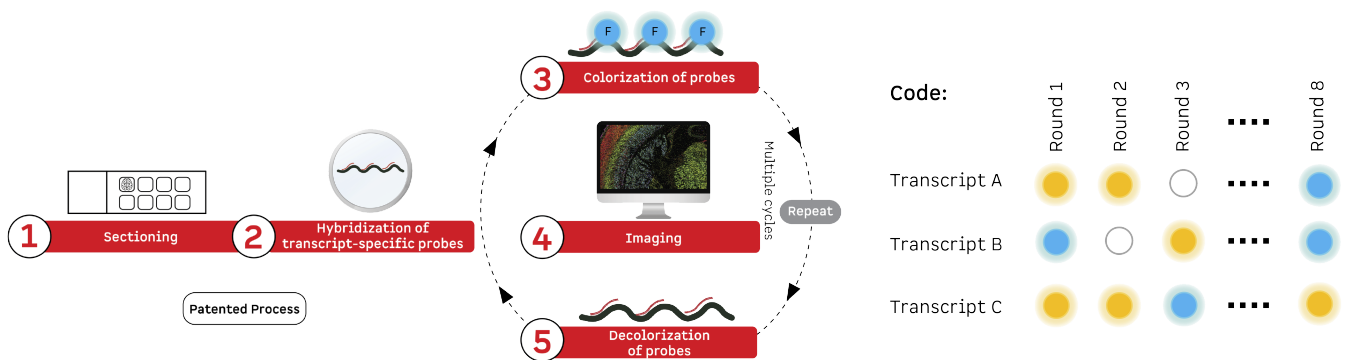 1
Sectioning
2
Hybridization of
transcript-specific probes
Patented Process
F F F
3
Colorization of probes
4
Imaging
5
Decolorization
of probes
Multiple cycles
Repeat
Code:
Round 1
Round 2
Round 3
Round 8
Transcript A
Transcript B
Transcript C